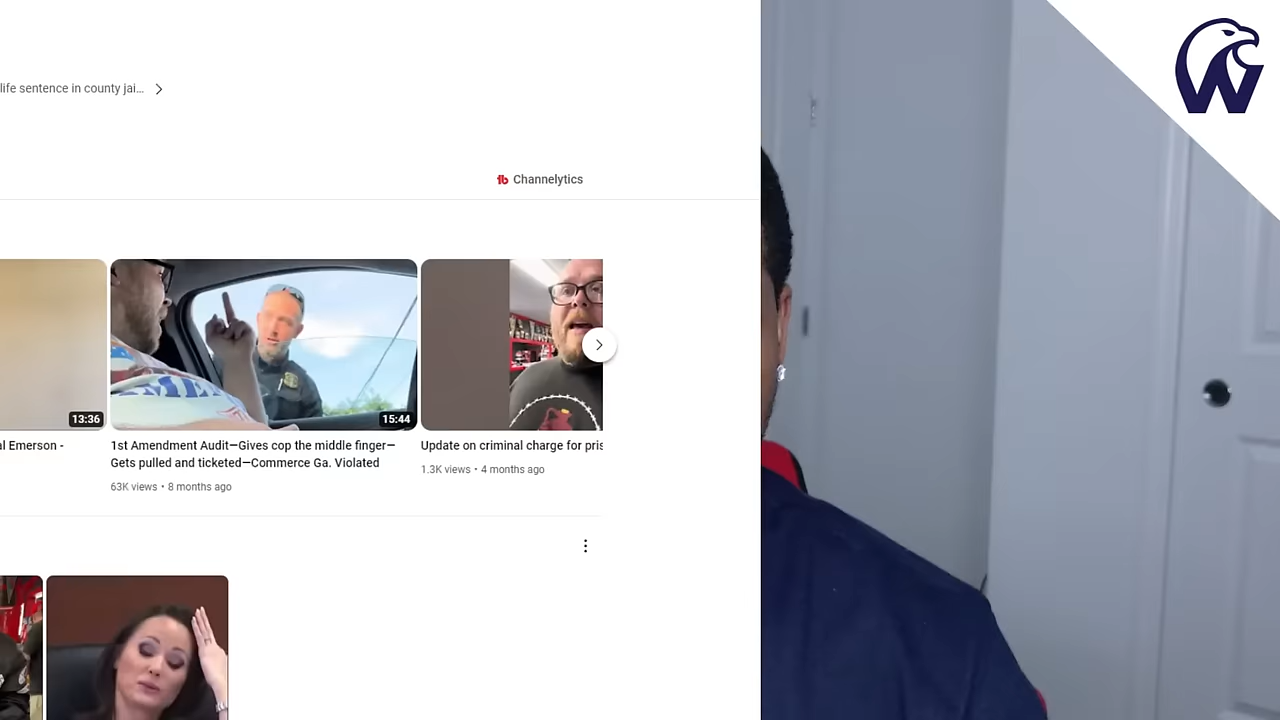 life sentence in county jai...
Channelytics
13:36
15:44
al Emerson -
1st Amendment Audit—Gives cop the middle finger—
Gets pulled and ticketed—Commerce Ga. Violated
63K views • 8 months ago
Update on criminal charge for pris
1.3K views • 4 months ago
W